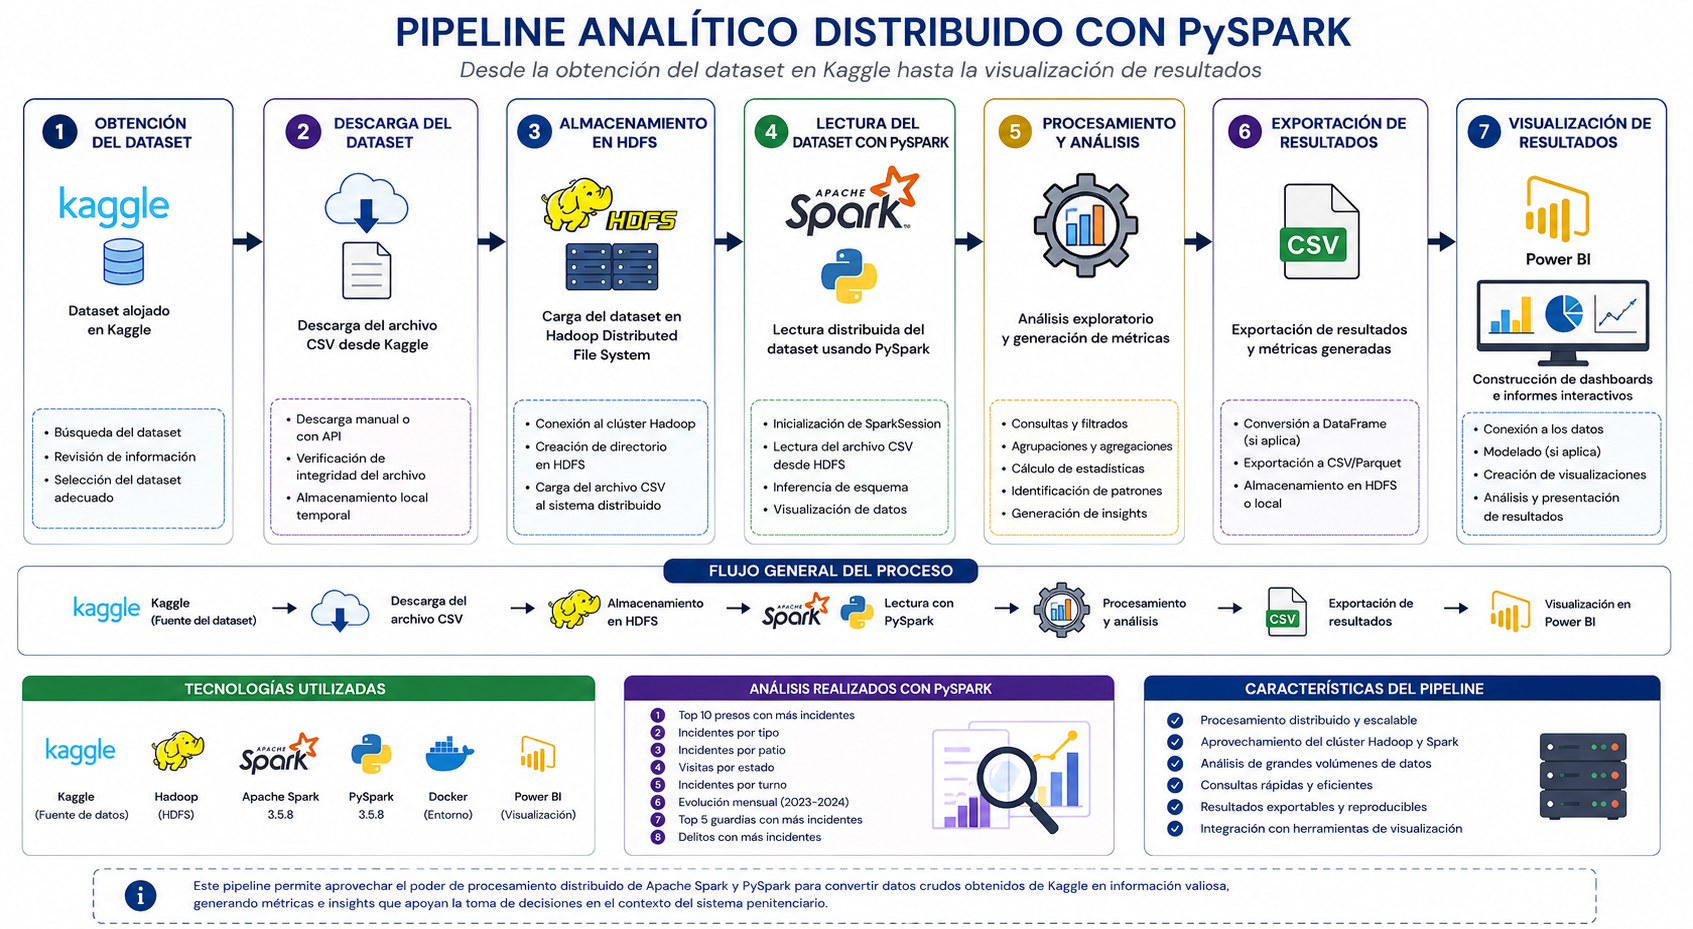 PIPELINE ANALÍTICO DISTRIBUIDO CON PySPARK
Desde la obtención del dataset en Kaggle hasta la visualización de resultados
1
OBTENCIÓN
DEL DATASET
kaggle
Dataset alojado
en Kaggle
• Búsqueda del dataset
• Revisión de información
• Selección del dataset
adecuado
2
DESCARGA DEL
DATASET
Descarga del archivo
CSV desde Kaggle
• Descarga manual o
con API
• Verificación de
integridad del archivo
• Almacenamiento local
temporal
3
ALMACENAMIENTO
EN HDFS
HDFS
Carga del dataset en
Hadoop Distributed
File System
• Conexión al clúster Hadoop
• Creación de directorio
en HDFS
• Carga del archivo CSV
al sistema distribuido
4
LECTURA DEL
DATASET CON PySPARK
APACHE
Spark
Lectura distribuida del
dataset usando PySpark
• Inicialización de SparkSession
• Lectura del archivo CSV
desde HDFS
• Inferencia de esquema
• Visualización de datos
5
PROCESAMIENTO
Y ANÁLISIS
Análisis exploratorio
y generación de métricas
• Consultas y filtrados
• Agrupaciones y agregaciones
• Cálculo de estadísticas
• Identificación de patrones
• Generación de insights
6
EXPORTACIÓN DE
RESULTADOS
CSV
Exportación de resultados
y métricas generadas
• Conversión a DataFrame
(si aplica)
• Exportación a CSV/Parquet
• Almacenamiento en HDFS
o local
7
VISUALIZACIÓN DE
RESULTADOS
Power BI
Construcción de dashboards
e informes interactivos
• Conexión a los datos
• Modelado (si aplica)
• Creación de visualizaciones
• Análisis y presentación
de resultados
FLUJO GENERAL DEL PROCESO
kaggle
Kaggle
(Fuente del dataset)
Descarga del
archivo CSV
Almacenamiento
en HDFS
APACHE
Spark
Lectura con
PySpark
Procesamiento
y análisis
CSV
Exportación de
resultados
Visualización en
Power BI
TECNOLOGÍAS UTILIZADAS
kaggle
Kaggle
(Fuente de datos)
Hadoop
(HDFS)
APACHE
Spark
Apache Spark
3.5.8
PySpark
3.5.8
Docker
(Entorno)
Power BI
(Visualización)
ANÁLISIS REALIZADOS CON PySPARK
1 Top 10 presos con más incidentes
2 Incidentes por tipo
3 Incidentes por patio
4 Visitas por estado
5 Incidentes por turno
6 Evolución mensual (2023-2024)
7 Top 5 guardias con más incidentes
8 Delitos con más incidentes
CARACTERÍSTICAS DEL PIPELINE
Procesamiento distribuido y escalable
Aprovechamiento del clúster Hadoop y Spark
Análisis de grandes volúmenes de datos
Consultas rápidas y eficientes
Resultados exportables y reproducibles
Integración con herramientas de visualización
i
Este pipeline permite aprovechar el poder de procesamiento distribuido de Apache Spark y PySpark para convertir datos crudos obtenidos de Kaggle en información valiosa,
generando métricas e insights que apoyan la toma de decisiones en el contexto del sistema penitenciario.